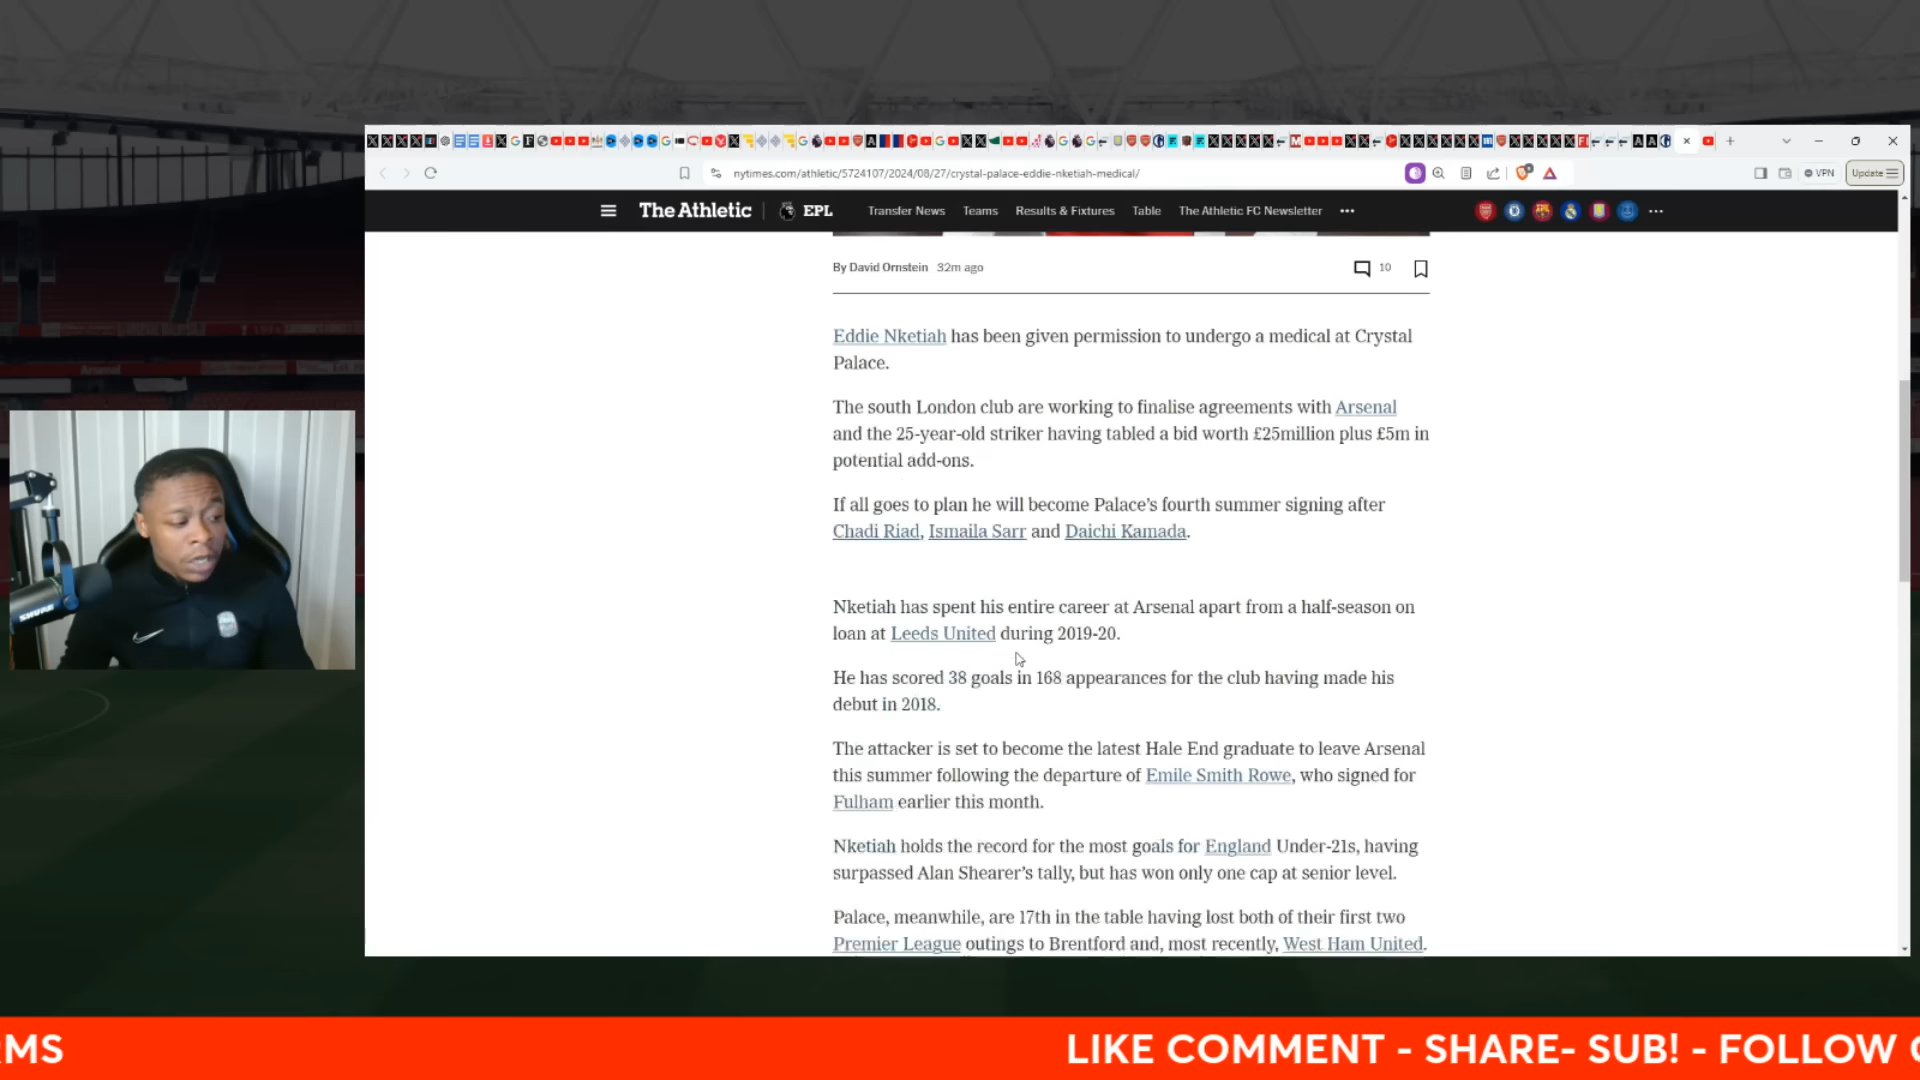 nytimes.com/athletic/5724107/2024/08/27/crystal-palace-eddie-nketiah-medical/
VPN
Update
The Athletic
EPL
Transfer News
Teams
Results & Fixtures
Table
The Athletic FC Newsletter
By David Ornstein 32m ago
10
Eddie Nketiah has been given permission to undergo a medical at Crystal
Palace.
The south London club are working to finalise agreements with Arsenal
and the 25-year-old striker having tabled a bid worth £25million plus £5m in
potential add-ons.
If all goes to plan he will become Palace's fourth summer signing after
Chadi Riad, Ismaila Sarr and Daichi Kamada.
Nketiah has spent his entire career at Arsenal apart from a half-season on
loan at Leeds United during 2019-20.
He has scored 38 goals in 168 appearances for the club having made his
debut in 2018.
The attacker is set to become the latest Hale End graduate to leave Arsenal
this summer following the departure of Emile Smith Rowe, who signed for
Fulham earlier this month.
Nketiah holds the record for the most goals for England Under-21s, having
surpassed Alan Shearer's tally, but has won only one cap at senior level.
Palace, meanwhile, are 17th in the table having lost both of their first two
Premier League outings to Brentford and, most recently, West Ham United.
Arsenal
SHURE
RMS
LIKE COMMENT - SHARE- SUB! - FOLLOW